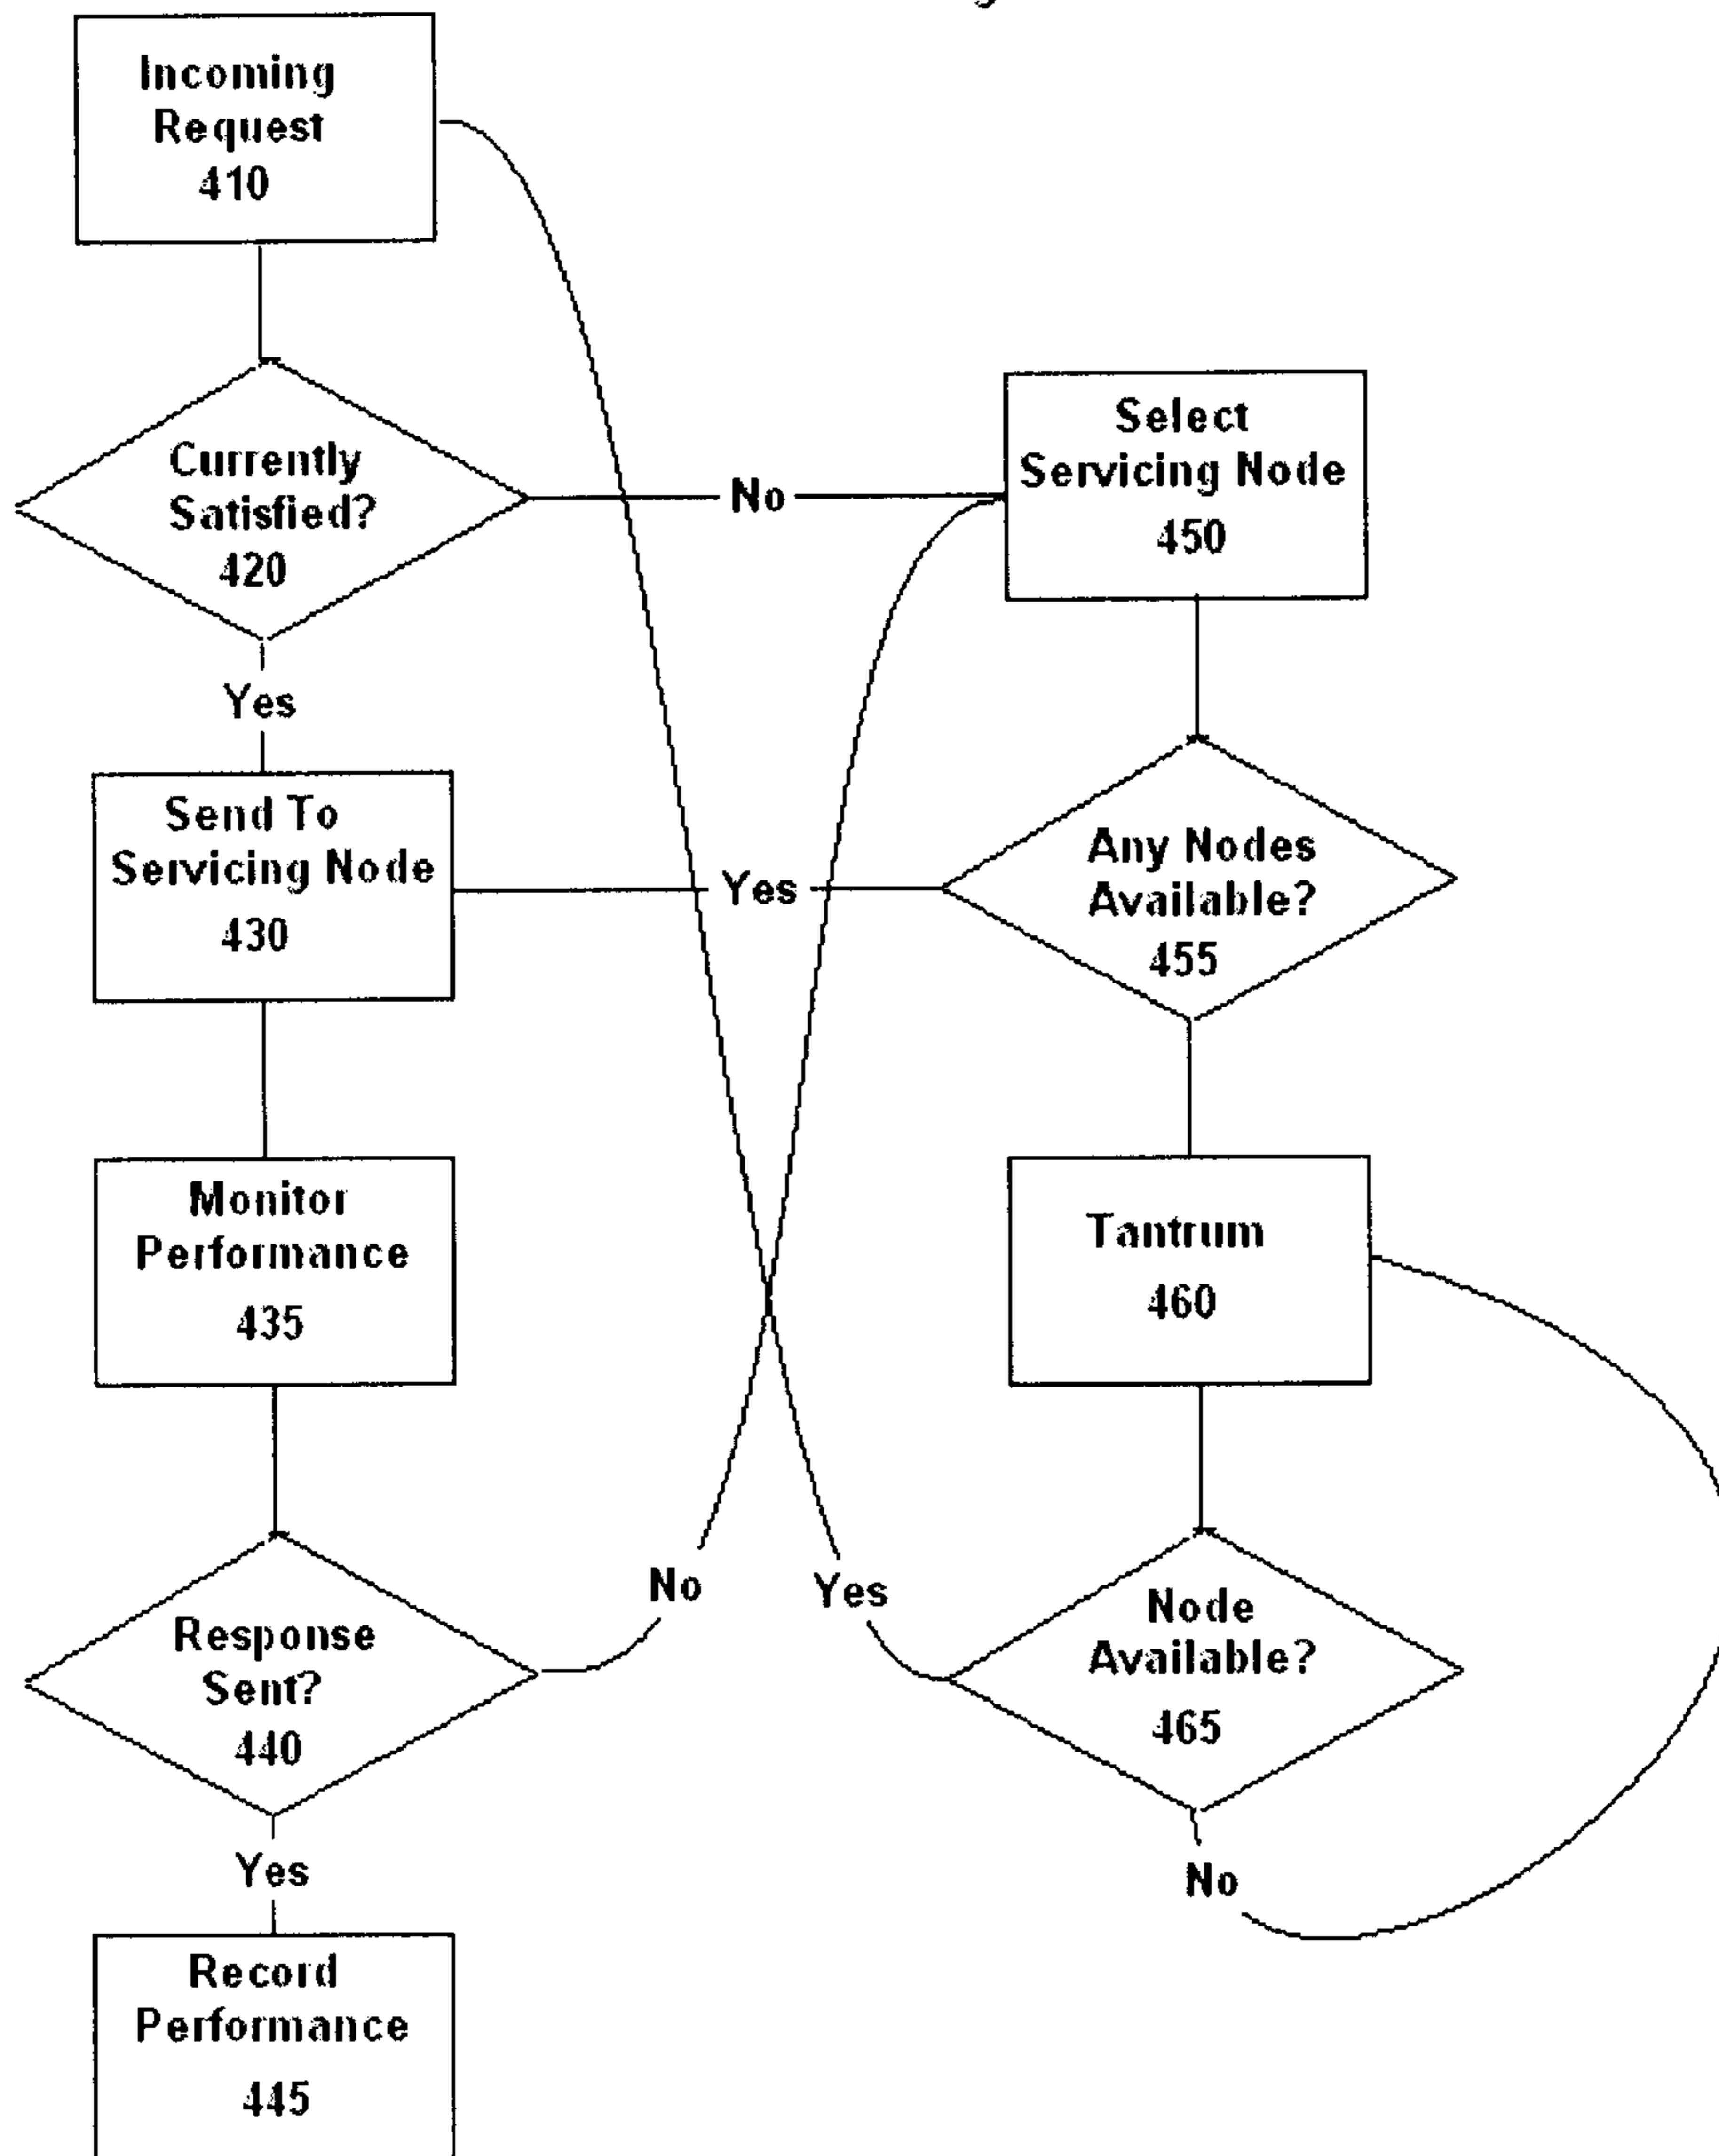 Incoming
Request
410
Currently
Satisfied?
420
No
Select
Servicing Node
450
Yes
Send To
Servicing Node
430
Yes
Any Nodes
Available?
455
Monitor
Performance
435
Tantrum
460
Response
Sent?
440
No
Yes
Node
Available?
465
Yes
No
Record
Performance
445